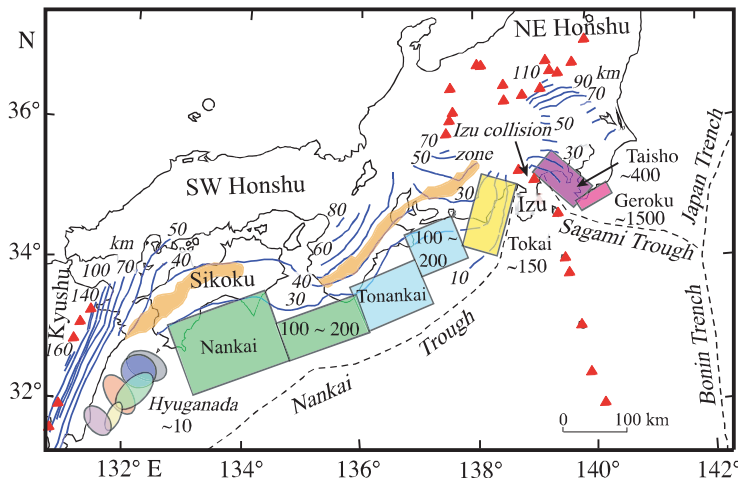 N
NE Honshu
110
90 km
70
36°
50
70
Izu collision
zone
50
30
30
Taisho
~400
Geroku
~1500
Japan Trench
SW Honshu
80
60
50
km
40
100
70
140
160
Kyushu
34°
Sikoku
40
30
100 ~
200
Izu
Tokai
~150
Sagami Trough
10
Tonankai
100 ~ 200
Nankai
Trough
Nankai
Hyuganada
~10
32°
Bonin Trench
0 100 km
132° E 134° 136° 138° 140° 142°